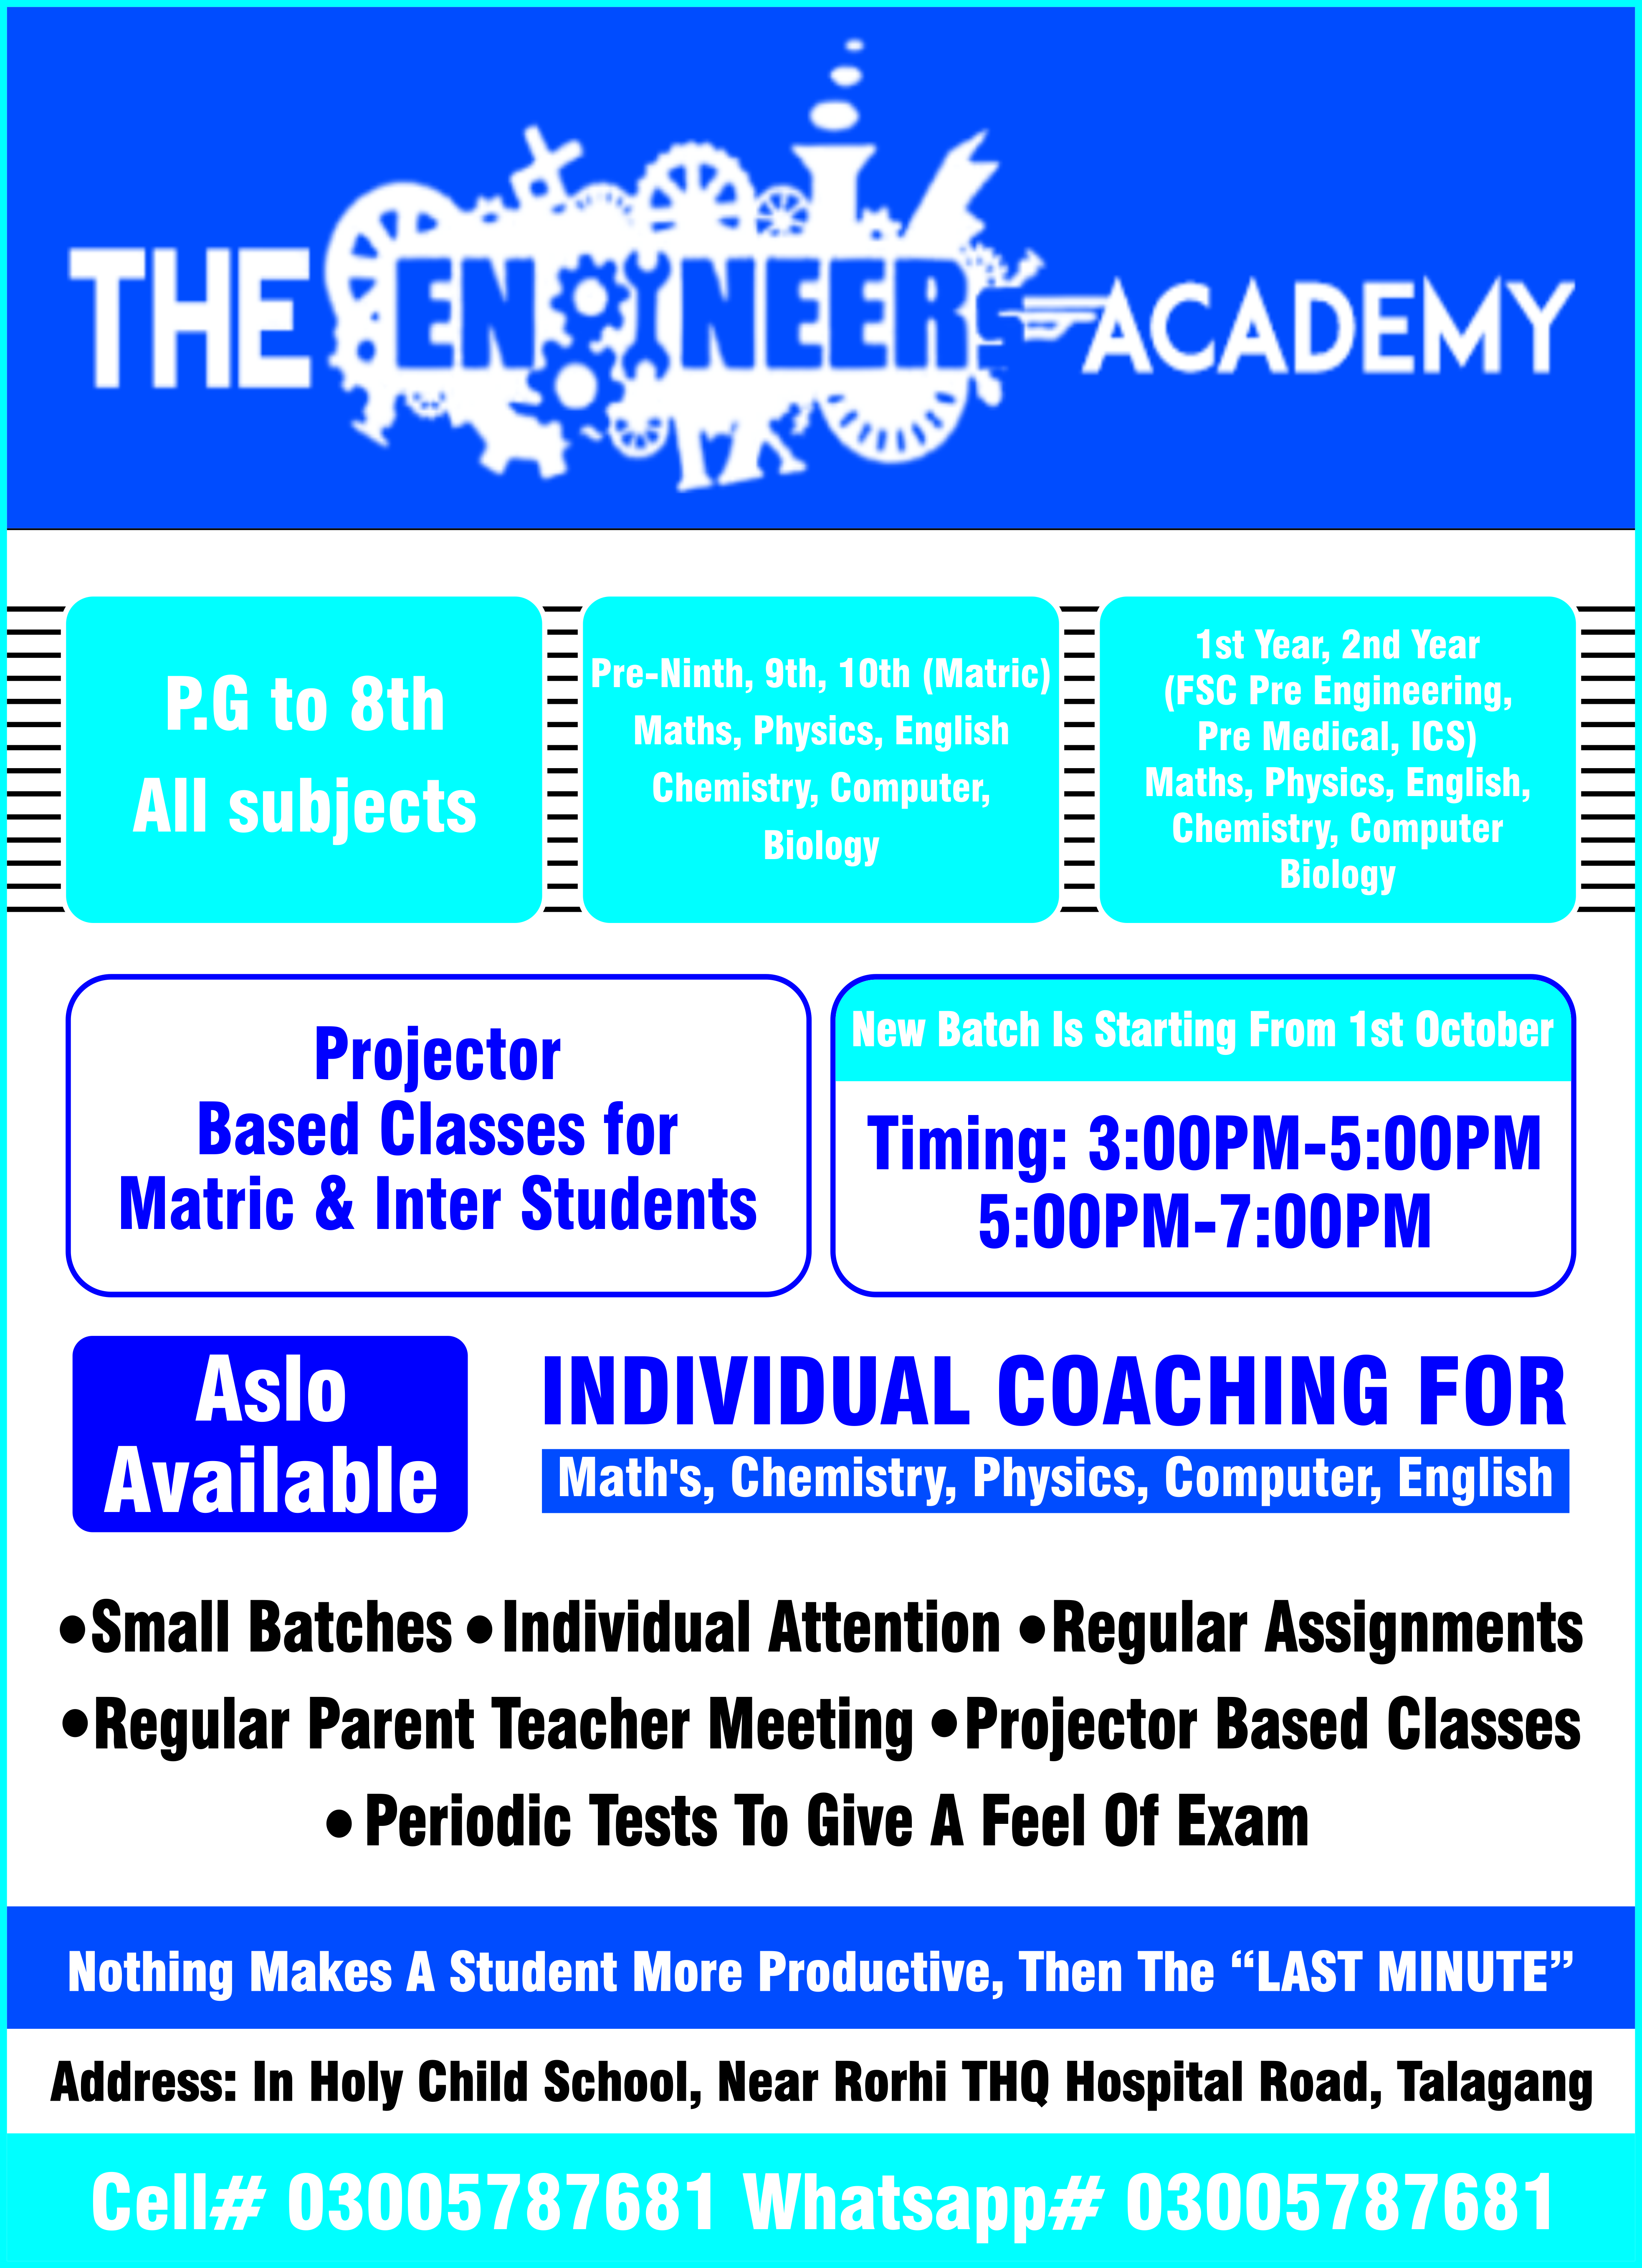 THE ENGINEER ACADEMY
P.G to 8th
All subjects
Pre-Ninth, 9th, 10th (Matric)
Maths, Physics, English
Chemistry, Computer,
Biology
1st Year, 2nd Year
(FSC Pre Engineering,
Pre Medical, ICS)
Maths, Physics, English,
Chemistry, Computer
Biology
Projector
Based Classes for
Matric & Inter Students
New Batch Is Starting From 1st October
Timing: 3:00PM-5:00PM
5:00PM-7:00PM
Aslo
Available
INDIVIDUAL COACHING FOR
Math's, Chemistry, Physics, Computer, English
•Small Batches •Individual Attention •Regular Assignments
•Regular Parent Teacher Meeting •Projector Based Classes
• Periodic Tests To Give A Feel Of Exam
Nothing Makes A Student More Productive, Then The “LAST MINUTE”
Address: In Holy Child School, Near Rorhi THQ Hospital Road, Talagang
Cell# 03005787681 Whatsapp# 03005787681